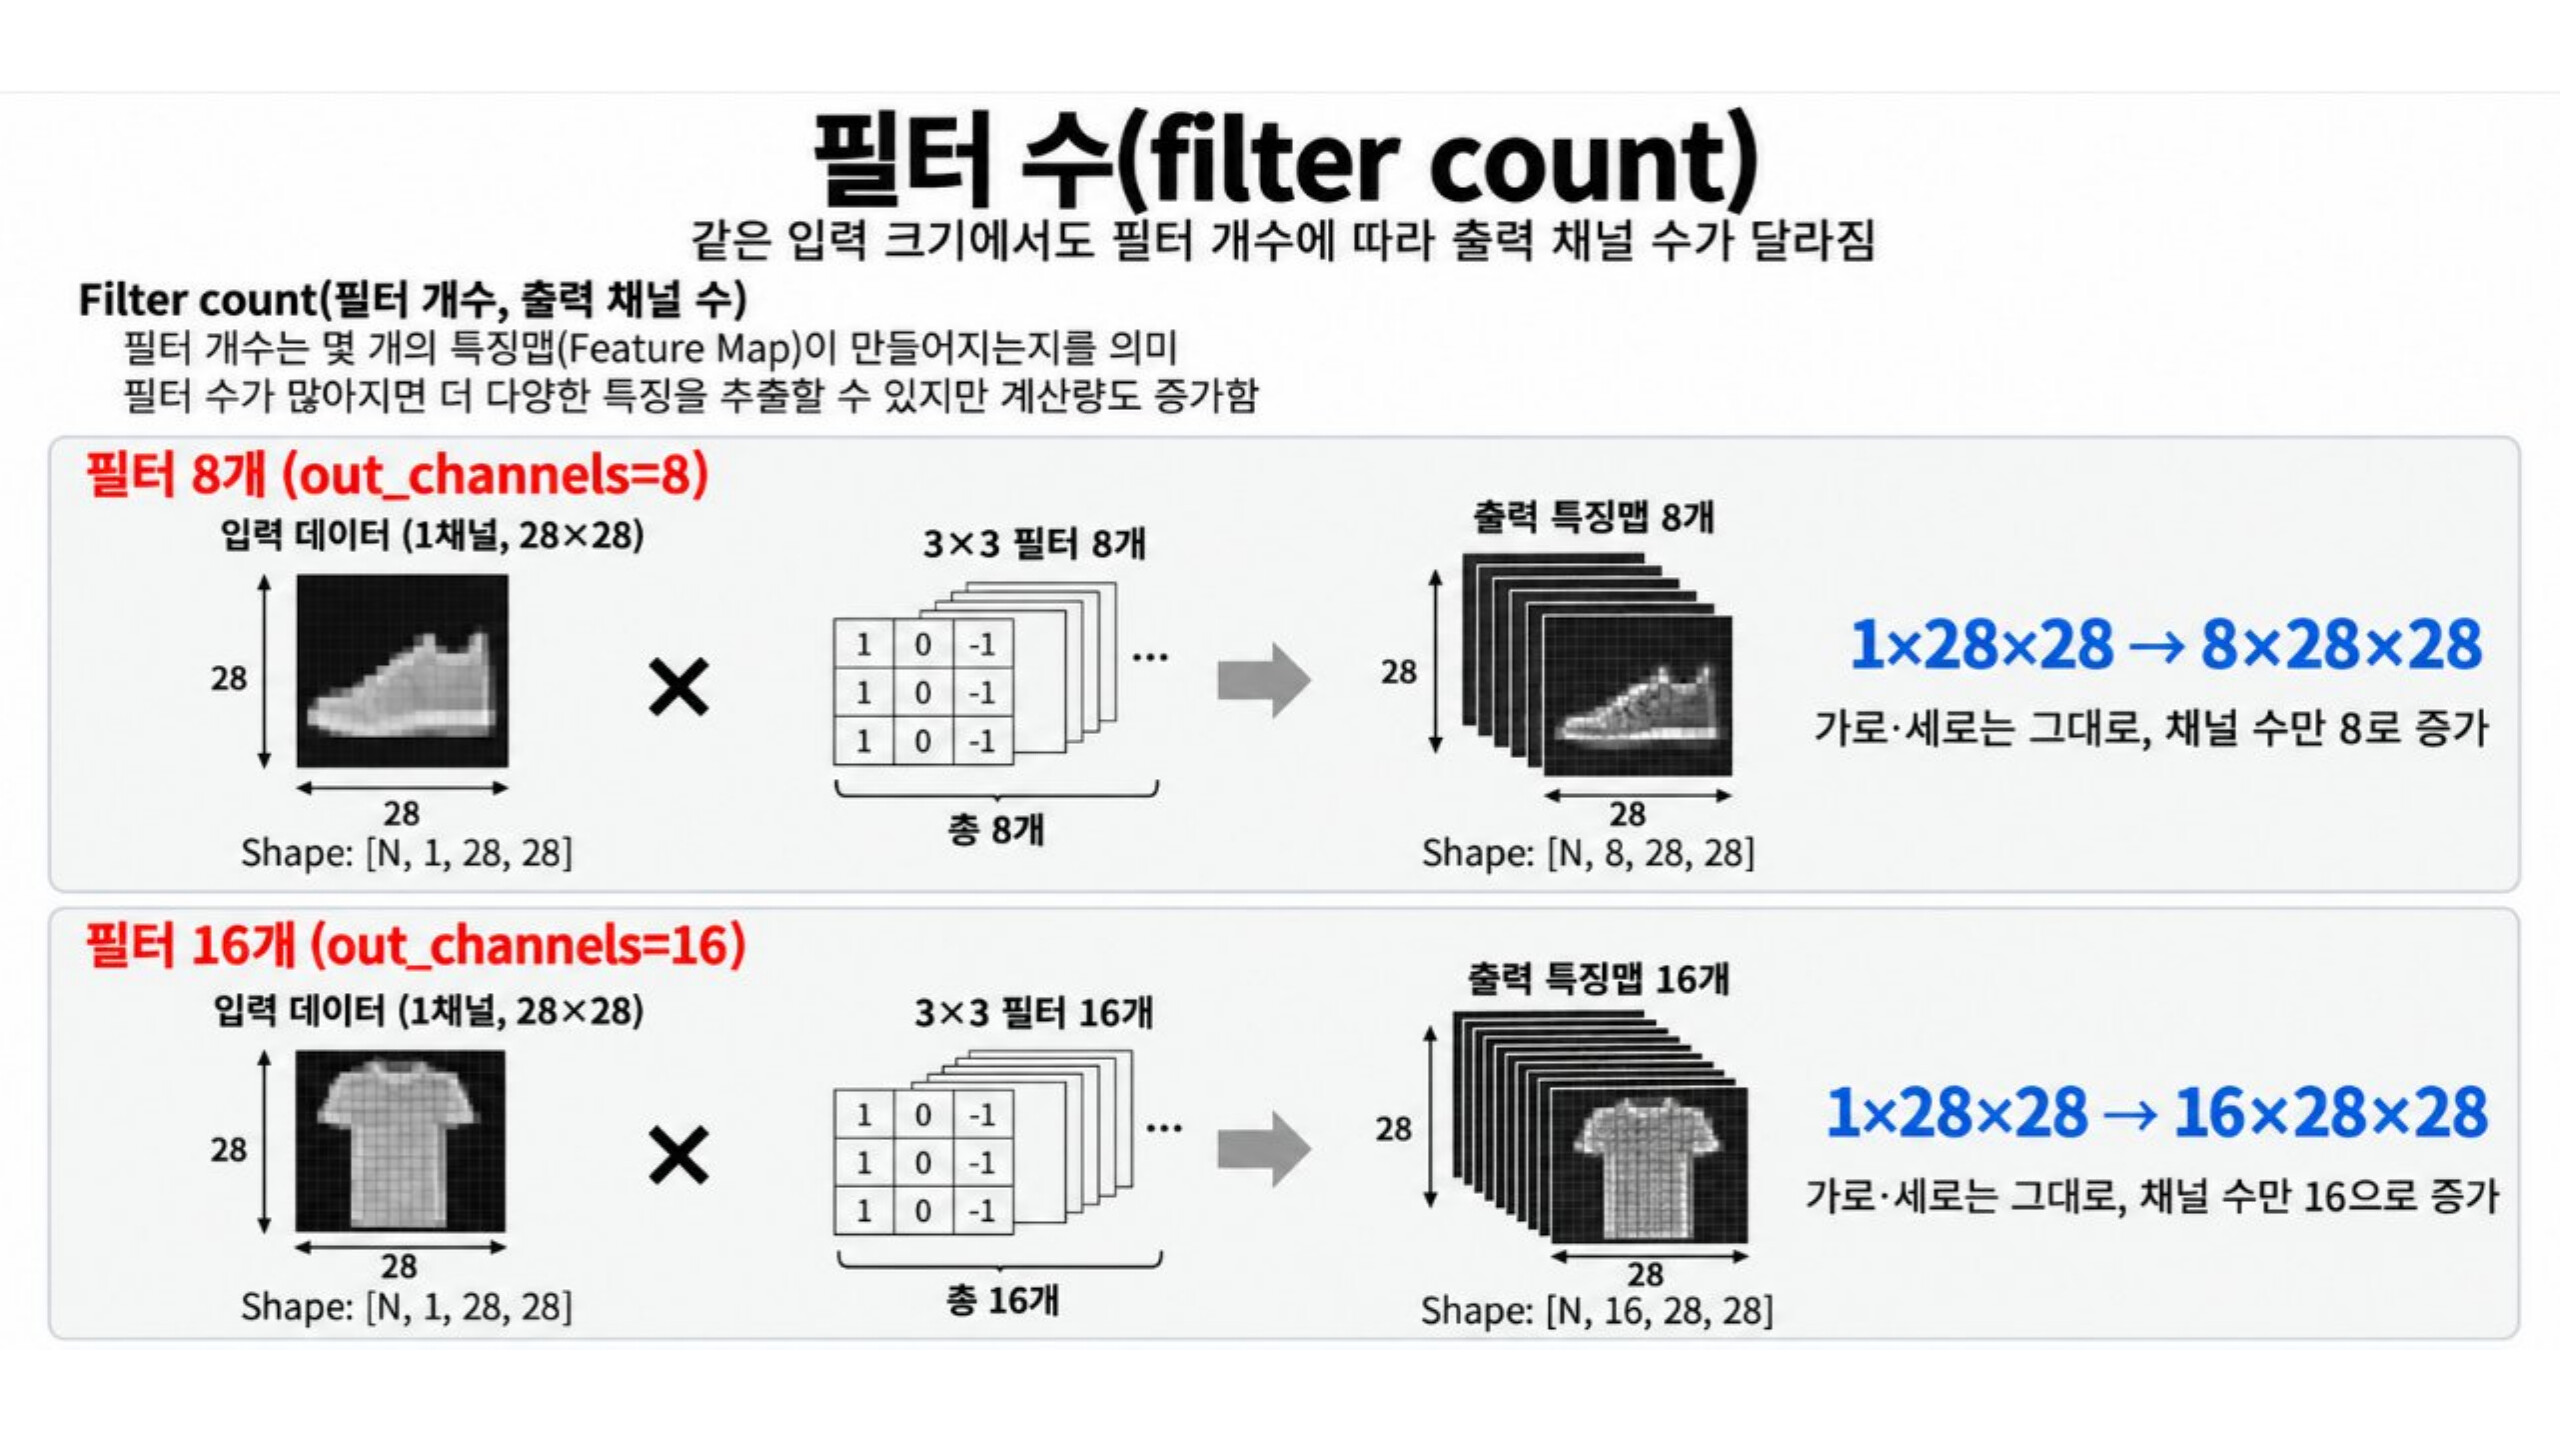 필터 수(filter count)
같은 입력 크기에서도 필터 개수에 따라 출력 채널 수가 달라짐
Filter count(필터 개수, 출력 채널 수)
필터 개수는 몇 개의 특징맵(Feature Map)이 만들어지는지를 의미
필터 수가 많아지면 더 다양한 특징을 추출할 수 있지만 계산량도 증가함
필터 8개 (out_channels=8)
입력 데이터 (1채널, 28×28)
28
28
Shape: [N, 1, 28, 28]
×
3×3 필터 8개
1 0 -1
1 0 -1
1 0 -1
...
총 8개
출력 특징맵 8개
28
28
Shape: [N, 8, 28, 28]
1×28×28 → 8×28×28
가로·세로는 그대로, 채널 수만 8로 증가
필터 16개 (out_channels=16)
입력 데이터 (1채널, 28×28)
28
28
Shape: [N, 1, 28, 28]
×
3×3 필터 16개
1 0 -1
1 0 -1
1 0 -1
...
총 16개
출력 특징맵 16개
28
28
Shape: [N, 16, 28, 28]
1×28×28 → 16×28×28
가로·세로는 그대로, 채널 수만 16으로 증가